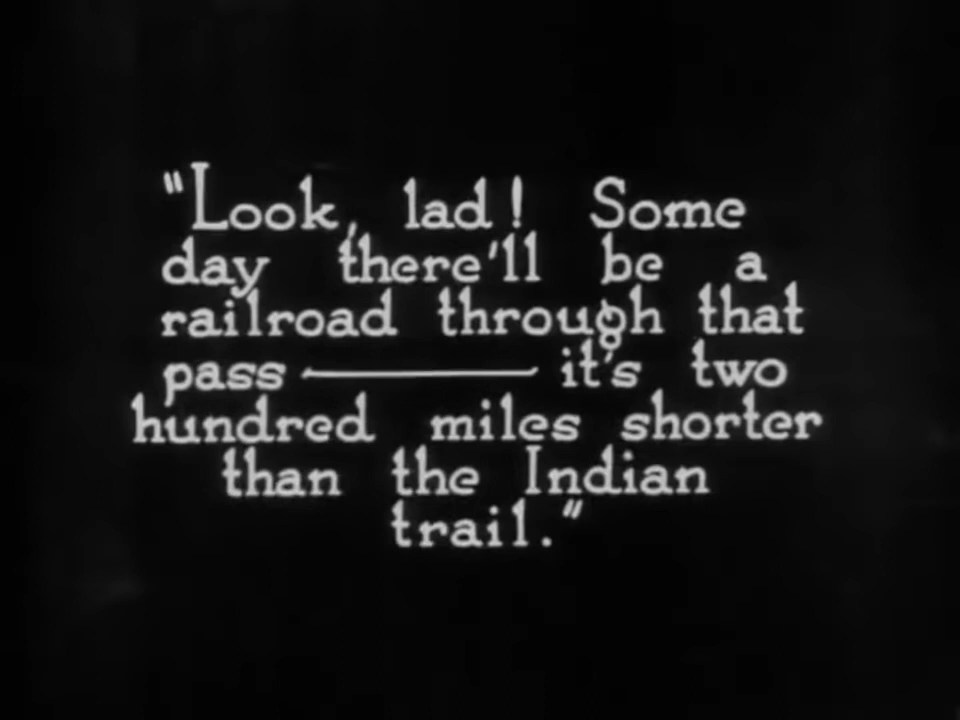 "Look, lad! Some
day there'll be a
railroad through that
pass——— it's two
hundred miles shorter
than the Indian
trail."